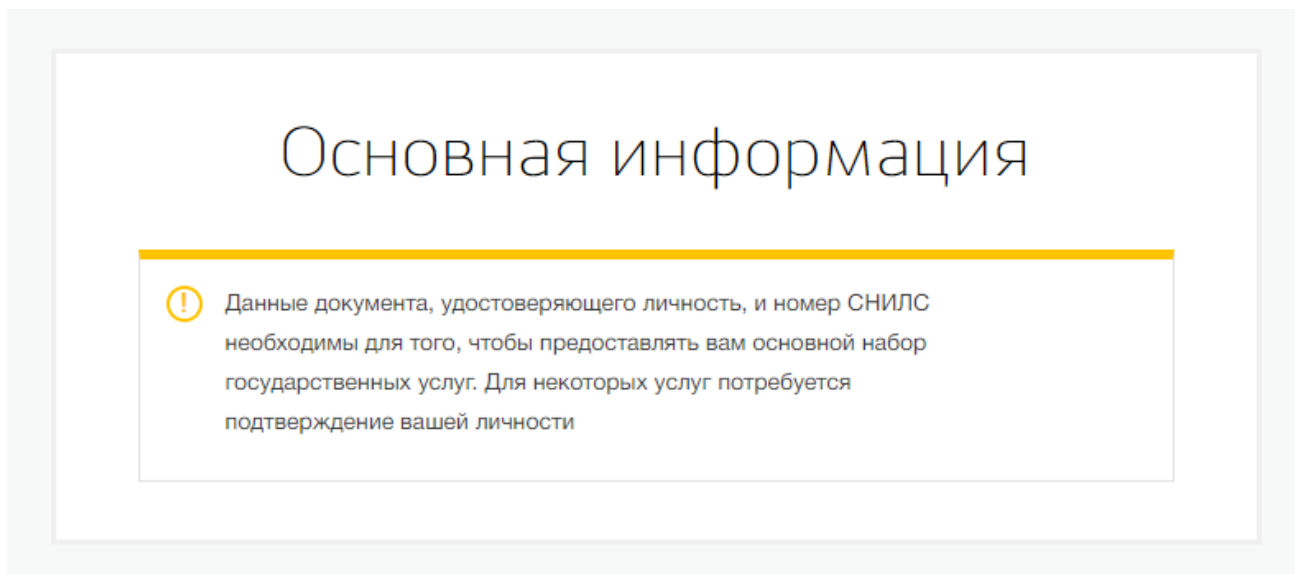 Основная информация
Данные документа, удостоверяющего личность, и номер СНИЛС
необходимы для того, чтобы предоставлять вам основной набор
государственных услуг. Для некоторых услуг потребуется
подтверждение вашей личности